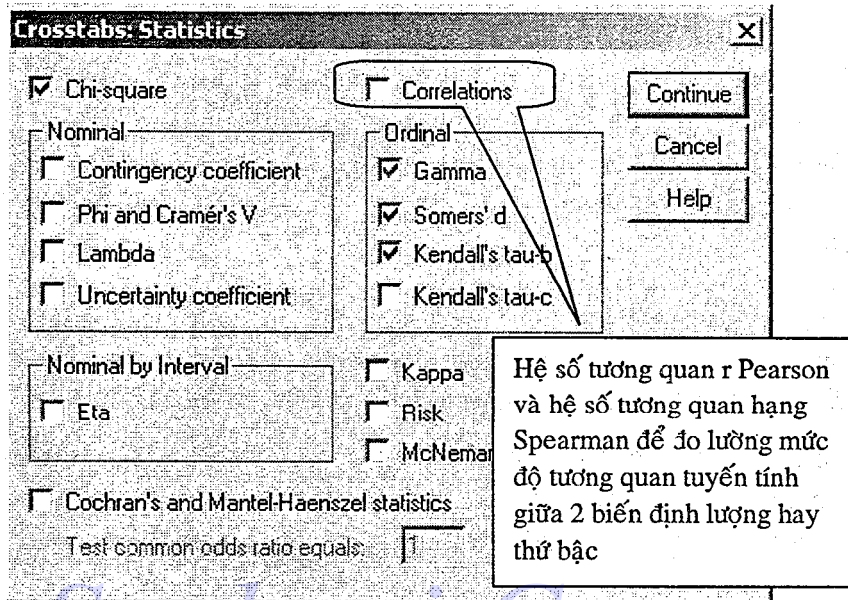 Crosstabs: Statistics
Chi-square
Correlations
Continue
Nominal
Ordinal
Cancel
Contingency coefficient
Gamma
Help
Phi and Cramér's V
Somers' d
Lambda
Kendall's tau-b
Uncertainty coefficient
Kendall's tau-c
Nominal by Interval
Kappa
Eta
Risk
McNemar
Hệ số tương quan r Pearson
và hệ số tương quan hạng
Spearman để đo lường mức
độ tương quan tuyến tính
giữa 2 biến định lượng hay
thứ bậc
Cochran's and Mantel-Haenszel statistics
Test common odds ratio equals:
1